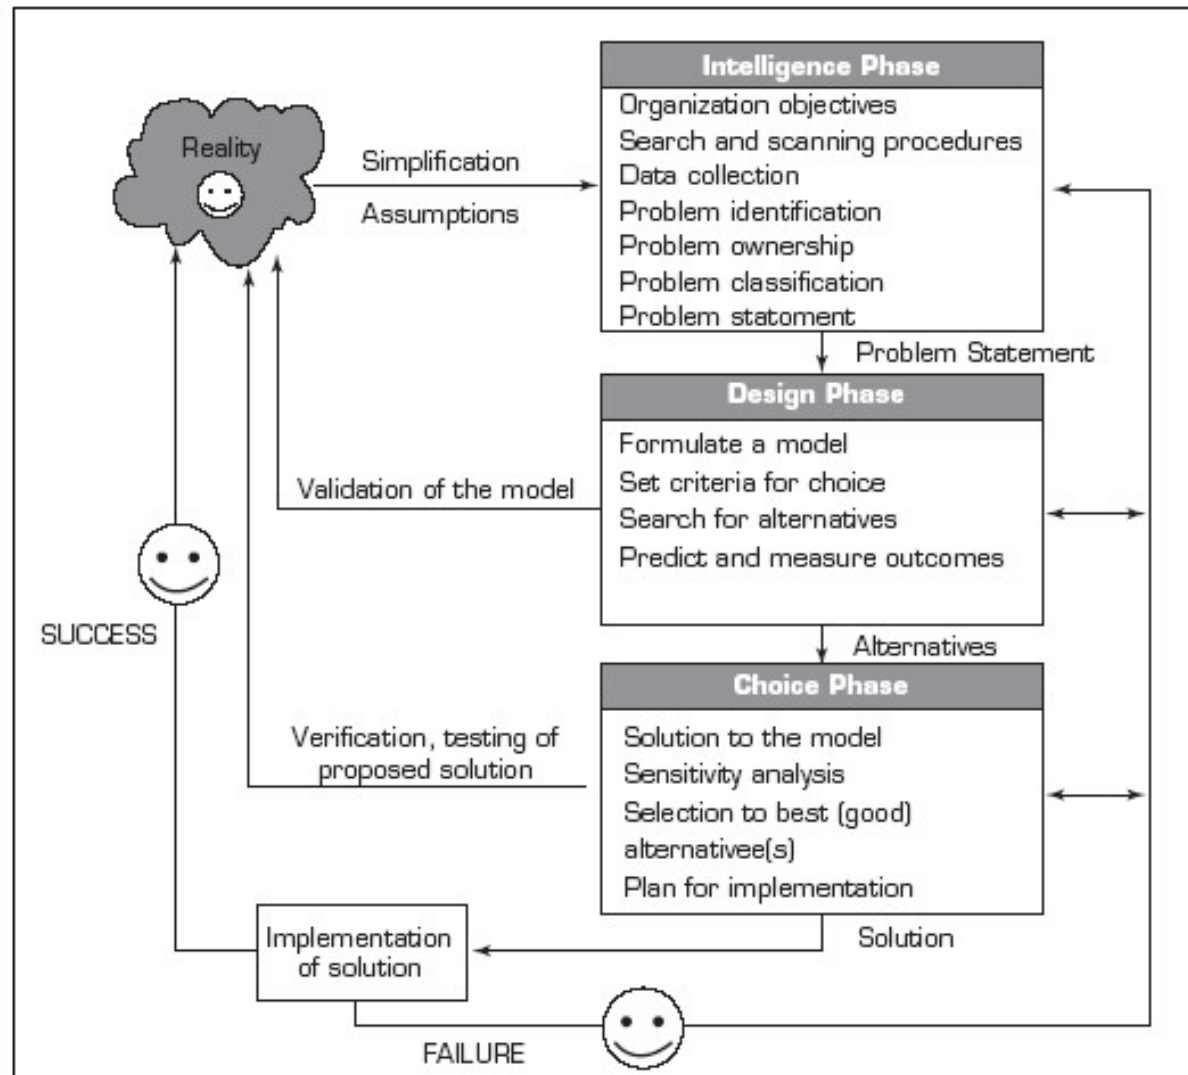 Intelligence Phase
Organization objectives
Search and scanning procedures
Data collection
Problem identification
Problem ownership
Problem classification
Problem statoment
Reality
Simplification
Assumptions
Problem Statement
Design Phase
Formulate a model
Set criteria for choice
Search for alternatives
Predict and measure outcomes
Validation of the model
SUCCESS
Alternatives
Choice Phase
Solution to the model
Sensitivity analysis
Selection to best (good)
alternativee(s)
Plan for implementation
Verification, testing of
proposed solution
Solution
Implementation
of solution
FAILURE